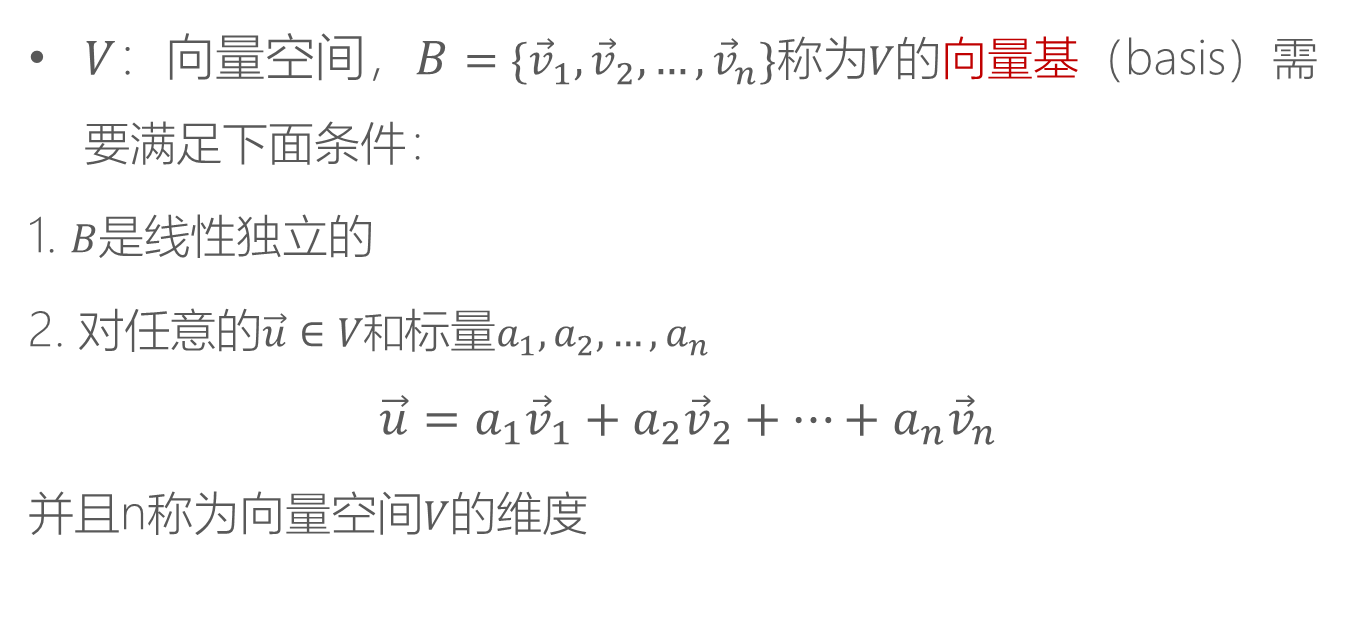 • 𝑉：向量空间，𝐵 = {𝑣⃗₁, 𝑣⃗₂, …, 𝑣⃗ₙ}称为𝑉的向量基（basis）需
要满足下面条件：
1. 𝐵是线性独立的
2. 对任意的𝑢⃗ ∈ 𝑉和标量𝑎₁, 𝑎₂, …, 𝑎ₙ
𝑢⃗ = 𝑎₁𝑣⃗₁ + 𝑎₂𝑣⃗₂ + ⋯ + 𝑎ₙ𝑣⃗ₙ
并且n称为向量空间𝑉的维度